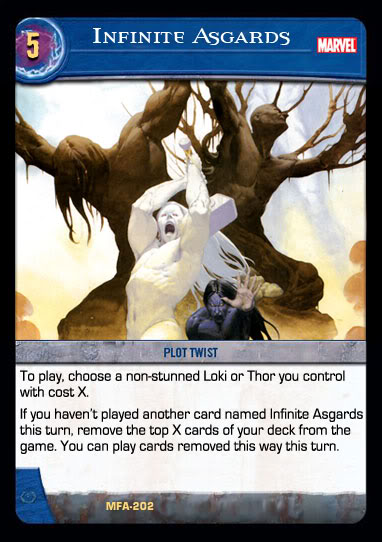 5
INFINITE ASGARDS
MARVEL
PLOT TWIST
To play, choose a non-stunned Loki or Thor you control
with cost X.
If you haven't played another card named Infinite Asgards
this turn, remove the top X cards of your deck from the
game. You can play cards removed this way this turn.
MFA-202